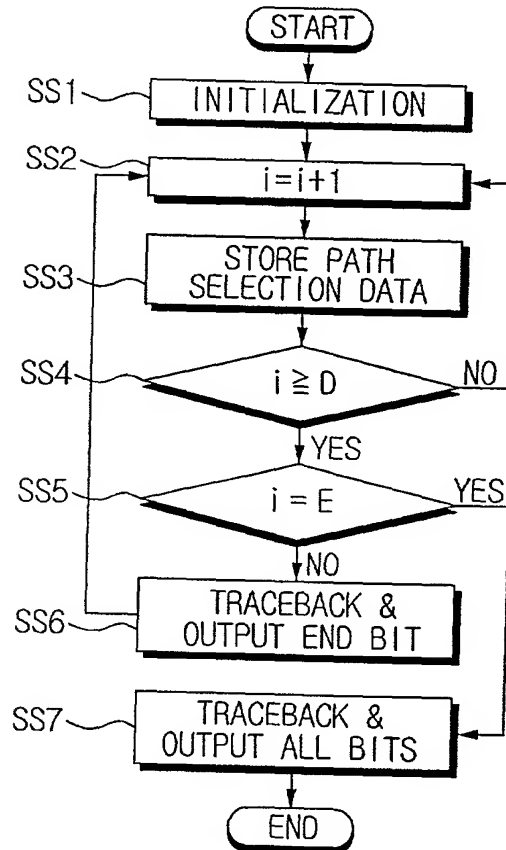 START
SS1
INITIALIZATION
SS2
i=i+1
SS3
STORE PATH
SELECTION DATA
SS4
i ≧ D
NO
YES
SS5
i = E
YES
NO
SS6
TRACEBACK &
OUTPUT END BIT
SS7
TRACEBACK &
OUTPUT ALL BITS
END